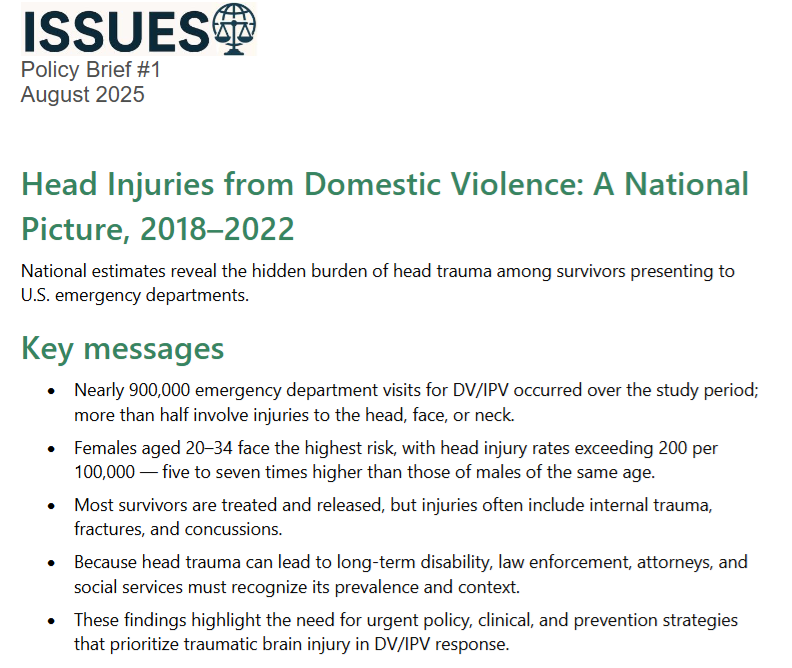 ISSUES
Policy Brief #1
August 2025
Head Injuries from Domestic Violence: A National
Picture, 2018–2022
National estimates reveal the hidden burden of head trauma among survivors presenting to
U.S. emergency departments.
Key messages
• Nearly 900,000 emergency department visits for DV/IPV occurred over the study period;
more than half involve injuries to the head, face, or neck.
• Females aged 20–34 face the highest risk, with head injury rates exceeding 200 per
100,000 — five to seven times higher than those of males of the same age.
• Most survivors are treated and released, but injuries often include internal trauma,
fractures, and concussions.
• Because head trauma can lead to long-term disability, law enforcement, attorneys, and
social services must recognize its prevalence and context.
• These findings highlight the need for urgent policy, clinical, and prevention strategies
that prioritize traumatic brain injury in DV/IPV response.